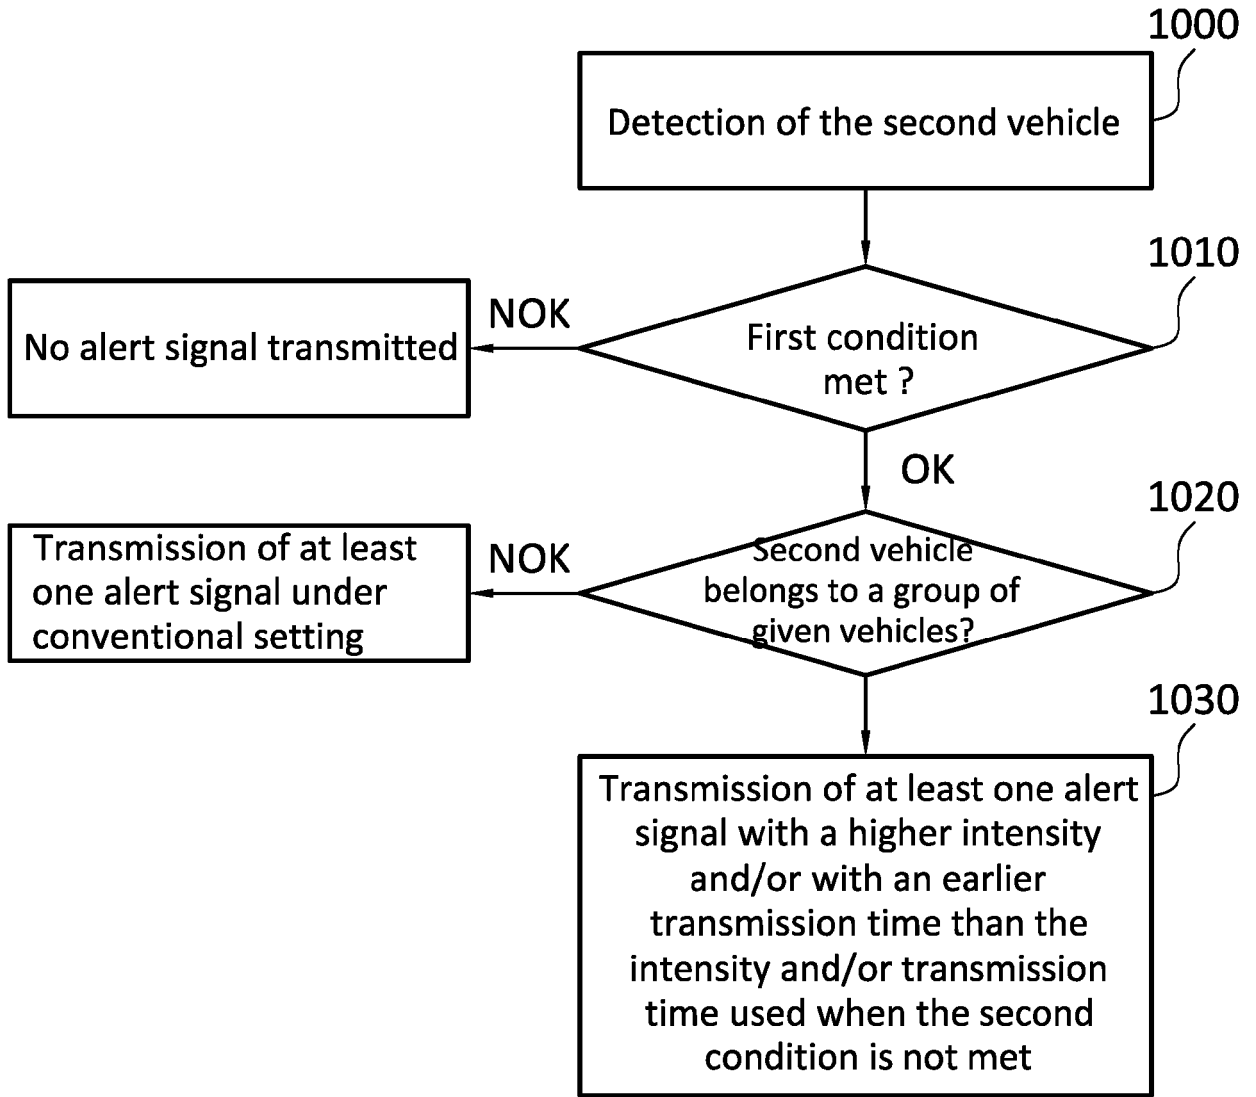 1000
Detection of the second vehicle
1010
No alert signal transmitted
NOK
First condition
met ?
OK
1020
Transmission of at least
one alert signal under
conventional setting
NOK
Second vehicle
belongs to a group of
given vehicles?
1030
Transmission of at least one alert
signal with a higher intensity
and/or with an earlier
transmission time than the
intensity and/or transmission
time used when the second
condition is not met